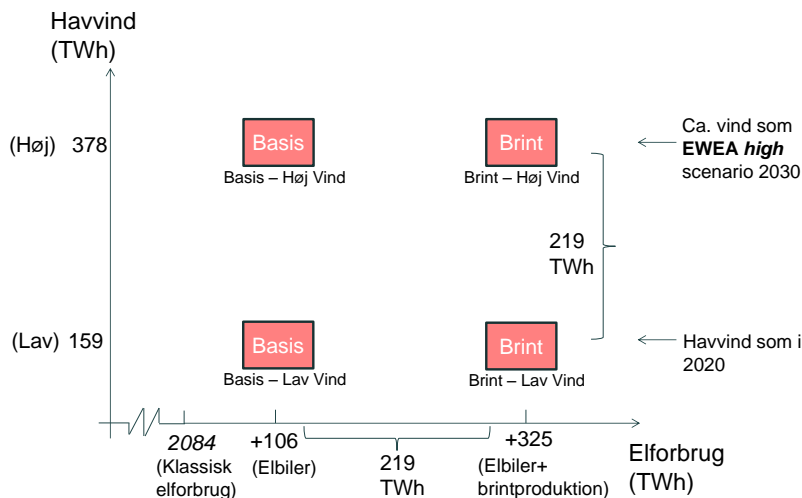 Havvind
(TWh)
(Høj) 378
Basis
Basis – Høj Vind
Brint
Brint – Høj Vind
Ca. vind som
EWEA high
scenario 2030
219
TWh
(Lav) 159
Basis
Basis – Lav Vind
Brint
Brint – Lav Vind
Havvind som i
2020
2084
(Klassisk
elforbrug)
+106
(Elbiler)
219
TWh
+325
(Elbiler+
brintproduktion)
Elforbrug
(TWh)